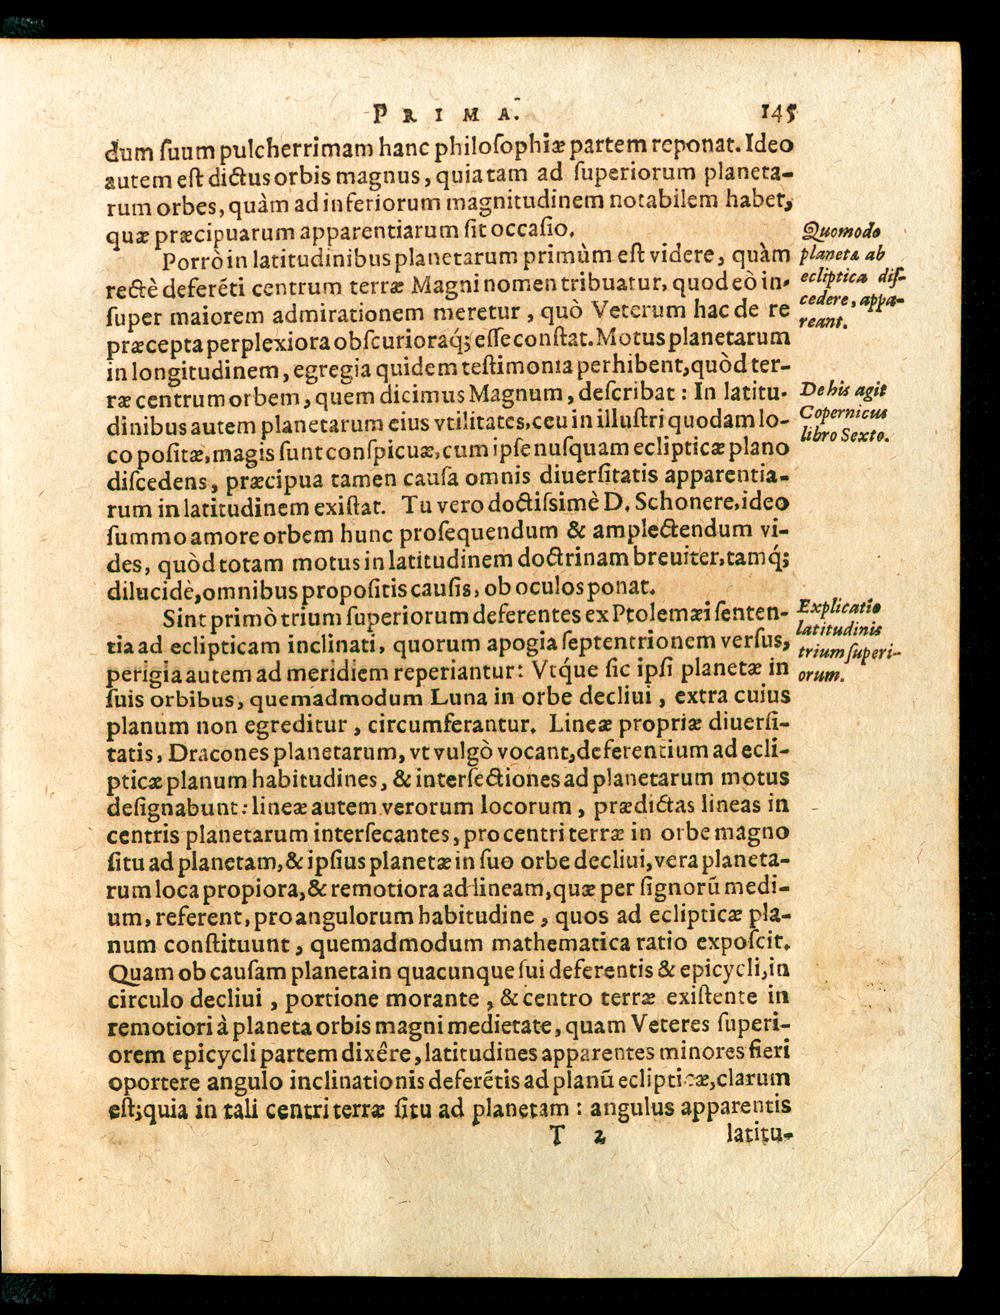 PRIMA. 145
dum ſuum pulcherrimam hanc philoſophiæ partem reponat. Ideo
autem eſt dictus orbis magnus, quia tam ad ſuperiorum planeta-
rum orbes, quàm ad inferiorum magnitudinem notabilem habet,
quæ præcipuarum apparentiarum ſit occaſio.
Porrò in latitudinibus planetarum primùm eſt videre, quàm
rectè deferẽti centrum terræ Magni nomen tribuatur, quod eò in-
ſuper maiorem admirationem meretur, quò Veterum hac de re
præcepta perplexiora obſcurioraq́; eſſe conſtat. Motus planetarum
in longitudinem, egregia quidem teſtimonia perhibent, quòd ter-
ræ centrum orbem, quem dicimus Magnum, deſcribat: In latitu-
dinibus autem planetarum eius vtilitates, ceu in illuſtri quodam lo-
co poſitæ, magis ſunt conſpicuæ, cum ipſe nuſquam eclipticæ plano
diſcedens, præcipua tamen cauſa omnis diuerſitatis apparentia-
rum in latitudinem exiſtat. Tu vero doctiſsimè D. Schonere, ideo
ſummo amore orbem hunc proſequendum & amplectendum vi-
des, quòd totam motus in latitudinem doctrinam breuiter, tamq́;
dilucidè, omnibus propoſitis cauſis, ob oculos ponat.
Sint primò trium ſuperiorum deferentes ex Ptolemæi ſenten-
tia ad eclipticam inclinati, quorum apogia ſeptentrionem verſus,
perigia autem ad meridiem reperiantur: Vtq́ue ſic ipſi planetæ in
ſuis orbibus, quemadmodum Luna in orbe decliui, extra cuius
planum non egreditur, circumferantur. Lineæ propriæ diuerſi-
tatis, Dracones planetarum, vt vulgò vocant, deferentium ad ecli-
pticæ planum habitudines, & interſectiones ad planetarum motus
deſignabunt: lineæ autem verorum locorum, prædictas lineas in
centris planetarum interſecantes, pro centri terræ in orbe magno
ſitu ad planetam, & ipſius planetæ in ſuo orbe decliui, vera planeta-
rum loca propiora, & remotiora ad lineam, quæ per ſignorũ medi-
um, referent, pro angulorum habitudine, quos ad eclipticæ pla-
num conſtituunt, quemadmodum mathematica ratio expoſcit.
Quam ob cauſam planeta in quacunque ſui deferentis & epicycli, in
circulo decliui, portione morante, & centro terræ exiſtente in
remotiori à planeta orbis magni medietate, quam Veteres ſuperi-
orem epicycli partem dixêre, latitudines apparentes minores fieri
oportere angulo inclinationis deferẽtis ad planũ eclipticæ, clarum
eſt; quia in tali centri terræ ſitu ad planetam: angulus apparentis
T 2 latitu-
Quomodo
planeta ab
ecliptica diſ-
cedere, appa-
reant.
De his agit
Copernicus
libro Sexto.
Explicatio
latitudinis
trium ſuperi-
orum.